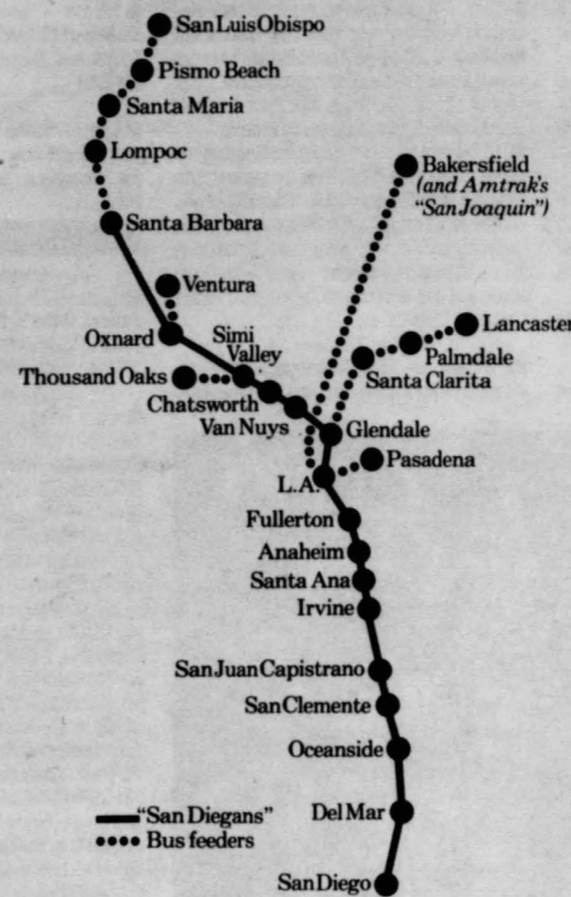 San Luis Obispo
Pismo Beach
Santa Maria
Lompoc
Santa Barbara
Bakersfield
(and Amtrak's
"San Joaquin")
Ventura
Oxnard
Simi
Valley
Lancaster
Palmdale
Santa Clarita
Thousand Oaks
Chatsworth
Van Nuys
Glendale
Pasadena
L.A.
Fullerton
Anaheim
Santa Ana
Irvine
San Juan Capistrano
San Clemente
Oceanside
Del Mar
San Diego
"San Diegans"
Bus feeders